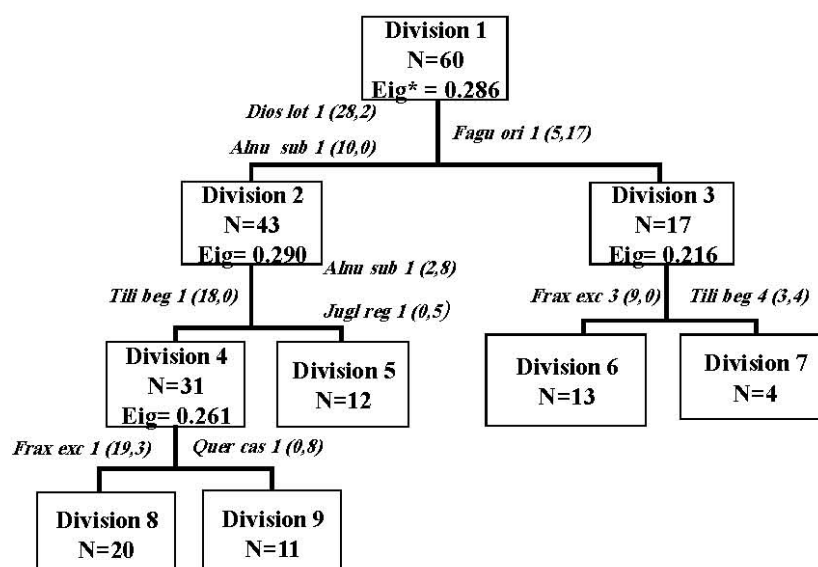 Division 1
N=60
Eig* = 0.286
Dios lot 1 (28,2)
Fagu ori 1 (5,17)
Alnu sub 1 (10,0)
Division 2
N=43
Eig= 0.290
Division 3
N=17
Eig= 0.216
Alnu sub 1 (2,8)
Tili beg 1 (18,0)
Jugl reg 1 (0,5)
Frax exc 3 (9,0)
Tili beg 4 (3,4)
Division 4
N=31
Eig= 0.261
Division 5
N=12
Division 6
N=13
Division 7
N=4
Frax exc 1 (19,3)
Quer cas 1 (0,8)
Division 8
N=20
Division 9
N=11